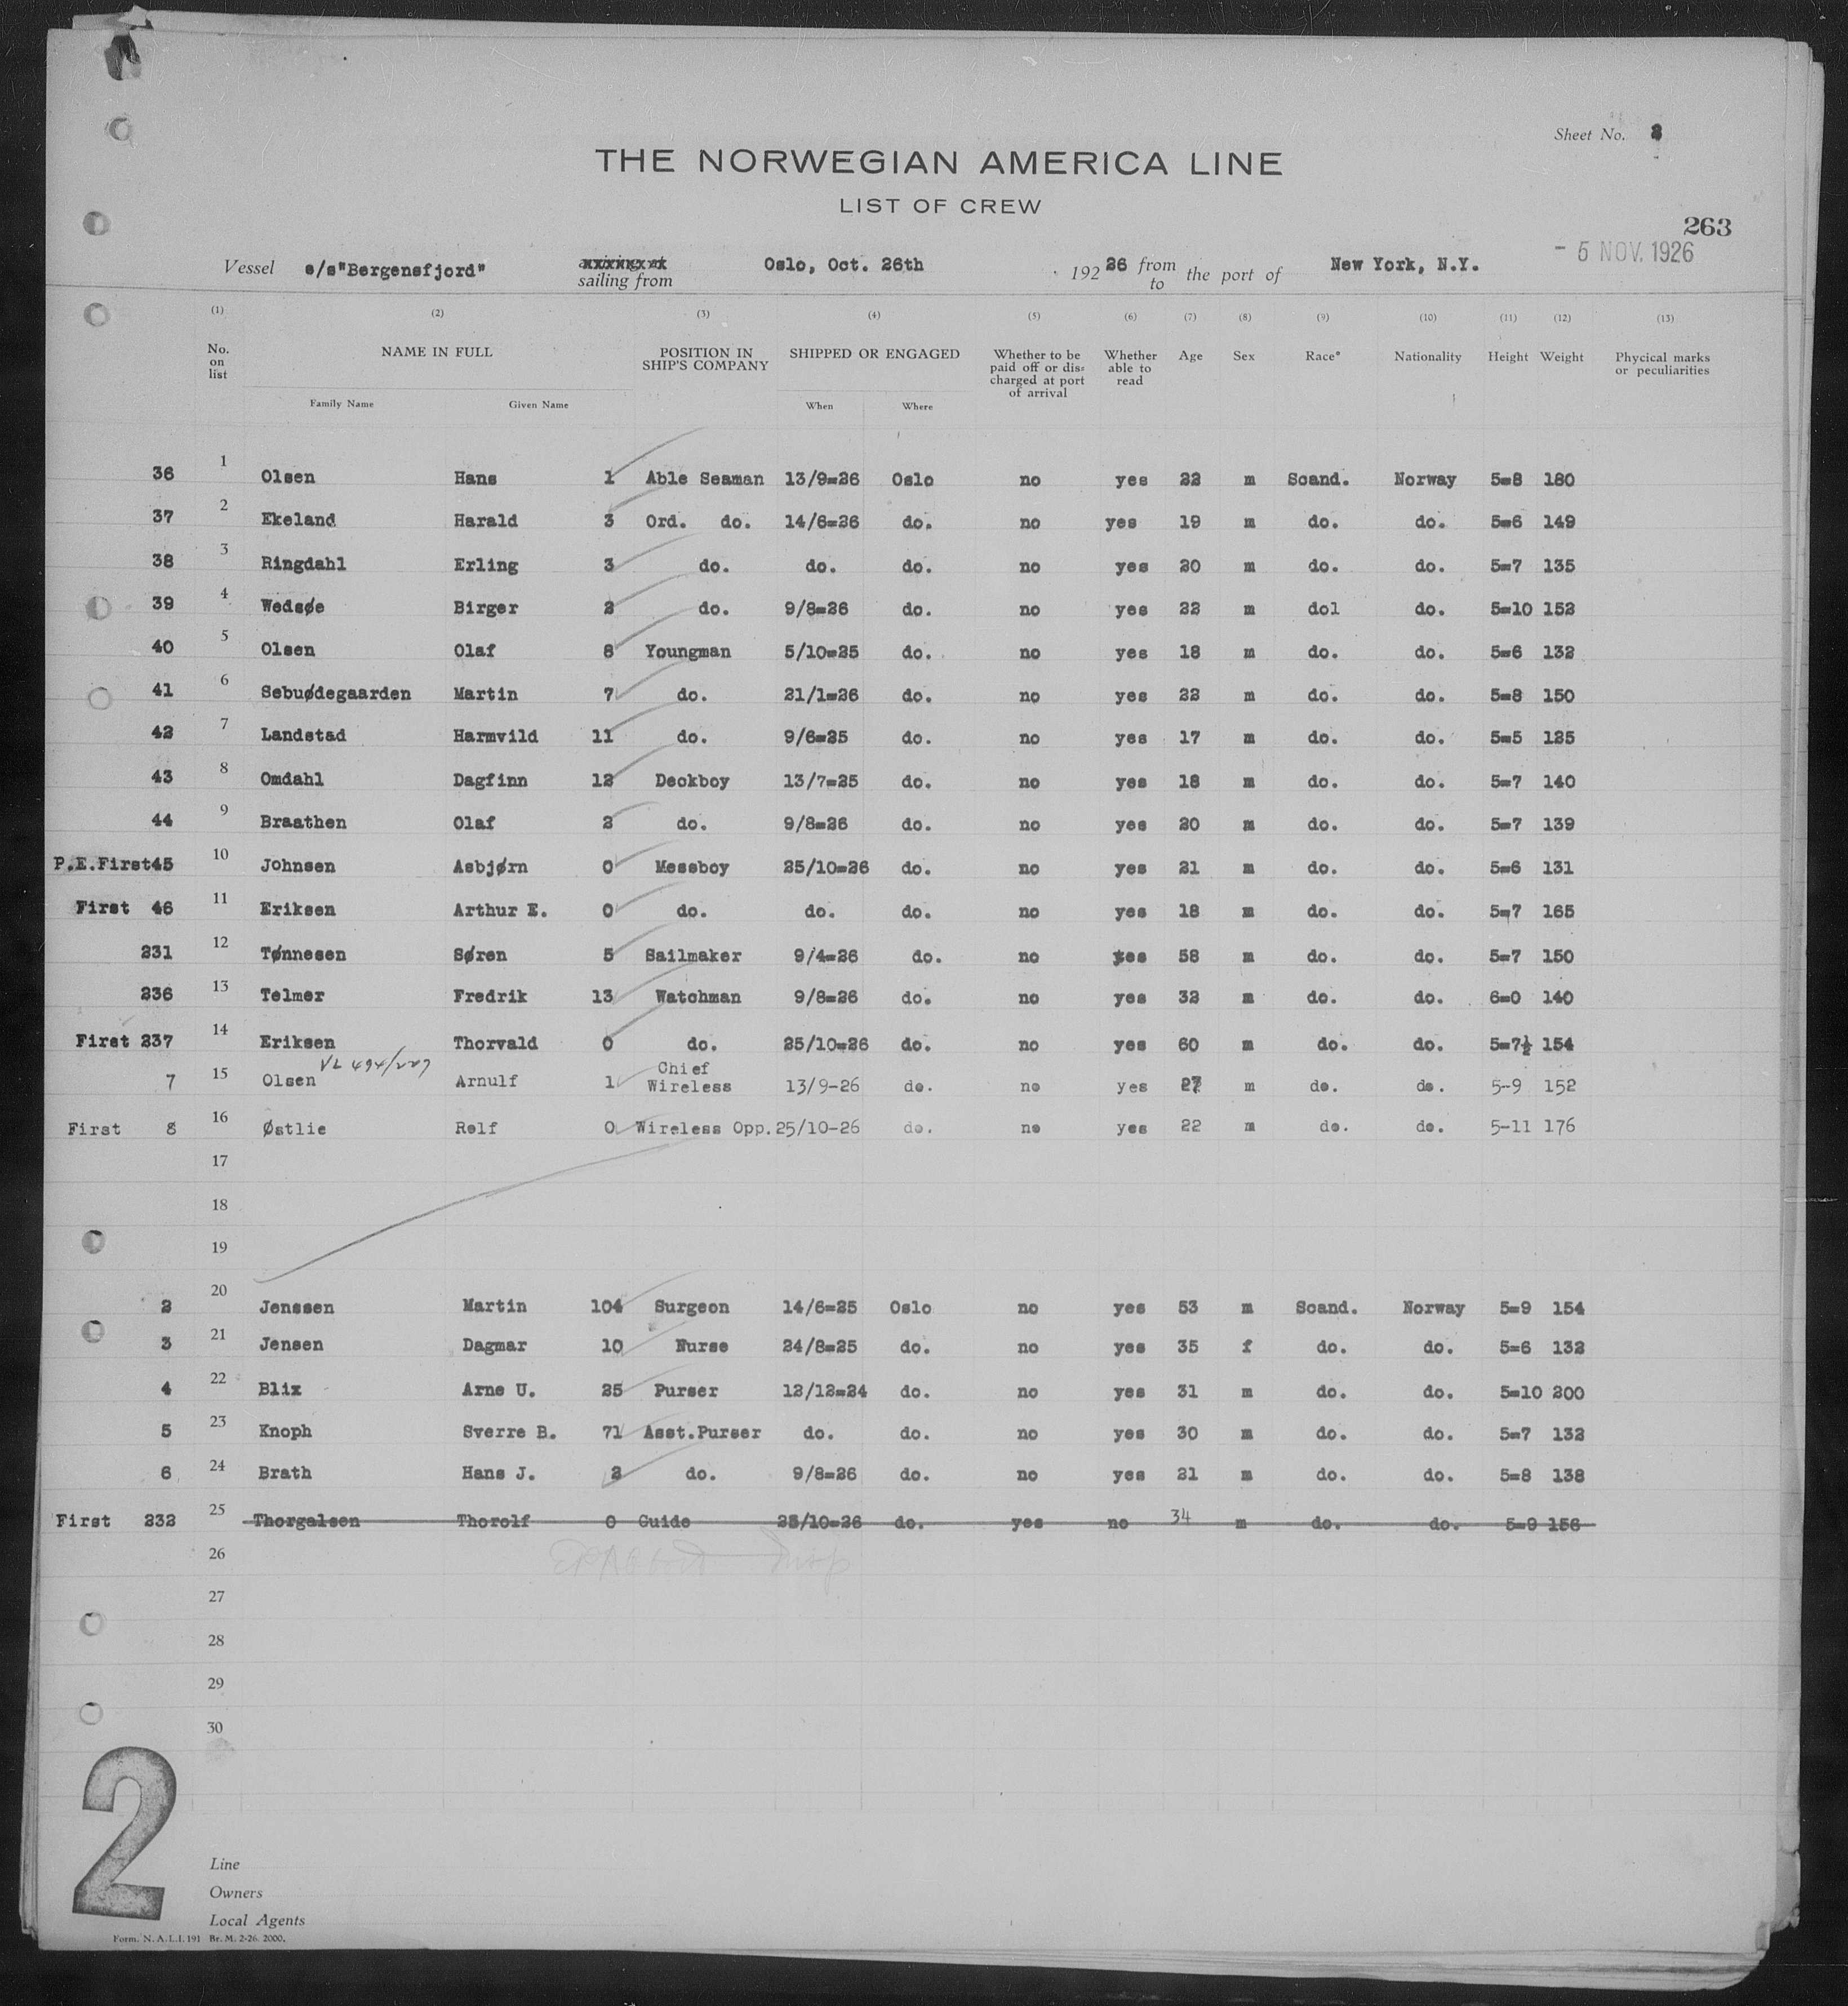 Sheet No.
THE NORWEGIAN AMERICA LINE
LIST OF CREW
263
- 5 NOV. 1926
Vessel s/s"Bergensfjord" sailing from Oslo, Oct. 26th 192 26 from to the port of New York, N.Y.
(1) (2) (3) (4) (5) (6) (7) (8) (9) (10) (11) (12) (13)
No. on list NAME IN FULL POSITION IN SHIP'S COMPANY SHIPPED OR ENGAGED Whether to be paid off or discharged at port of arrival Whether able to read Age Sex Race* Nationality Height Weight Phycical marks or peculiarities
Family Name Given Name When Where
36 1 Olsen Hans 1 Able Seaman 13/9=26 Oslo no yes 22 m Scand. Norway 5=8 180
37 2 Ekeland Harald 3 Ord. do. 14/6=26 do. no yes 19 m do. do. 5=6 149
38 3 Ringdahl Erling 3 do. do. do. no yes 20 m do. do. 5=7 135
39 4 Wedsøe Birger 2 do. 9/8=26 do. no yes 22 m dol do. 5=10 152
40 5 Olsen Olaf 8 Youngman 5/10=25 do. no yes 18 m do. do. 5=6 132
41 6 Sebuødegaarden Martin 7 do. 21/1=26 do. no yes 22 m do. do. 5=8 150
42 7 Landstad Harmvild 11 do. 9/6=25 do. no yes 17 m do. do. 5=5 125
43 8 Omdahl Dagfinn 12 Deckboy 13/7=25 do. no yes 18 m do. do. 5=7 140
44 9 Braathen Olaf 2 do. 9/8=26 do. no yes 20 m do. do. 5=7 139
P.E.First45 10 Johnsen Asbjørn 0 Messboy 25/10=26 do. no yes 21 m do. do. 5=6 131
First 46 11 Eriksen Arthur E. 0 do. do. do. no yes 18 m do. do. 5=7 165
231 12 Tønnesen Søren 5 Sailmaker 9/4=26 do. no yes 58 m do. do. 5=7 150
236 13 Telmer Fredrik 13 Watchman 9/8=26 do. no yes 32 m do. do. 6=0 140
First 237 14 Eriksen Thorvald 0 do. 25/10=26 do. no yes 60 m do. do. 5=7½ 154
7 15 Olsen Arnulf 1 Chief Wireless 13/9-26 do. no yes 27 m do. do. 5-9 152
First 8 16 Østlie Rolf 0 Wireless Opp. 25/10-26 do. no yes 22 m do. do. 5-11 176
17
18
19
2 20 Jenssen Martin 104 Surgeon 14/6=25 Oslo no yes 53 m Scand. Norway 5=9 154
3 21 Jensen Dagmar 10 Nurse 24/8=25 do. no yes 35 f do. do. 5=6 132
4 22 Blix Arne U. 25 Purser 12/12=24 do. no yes 31 m do. do. 5=10 200
5 23 Knoph Sverre B. 71 Asst.Purser do. do. no yes 30 m do. do. 5=7 132
6 24 Brath Hans J. 2 do. 9/8=26 do. no yes 21 m do. do. 5=8 138
First 232 25 Thorgalsen Thorolf 0 Guide 25/10=26 do. yes no 34 m do. do. 5=9 156
26
27
28
29
30
2
Line
Owners
Local Agents
Form. N. A. L. I. 191 Br. M. 2-26. 2000.